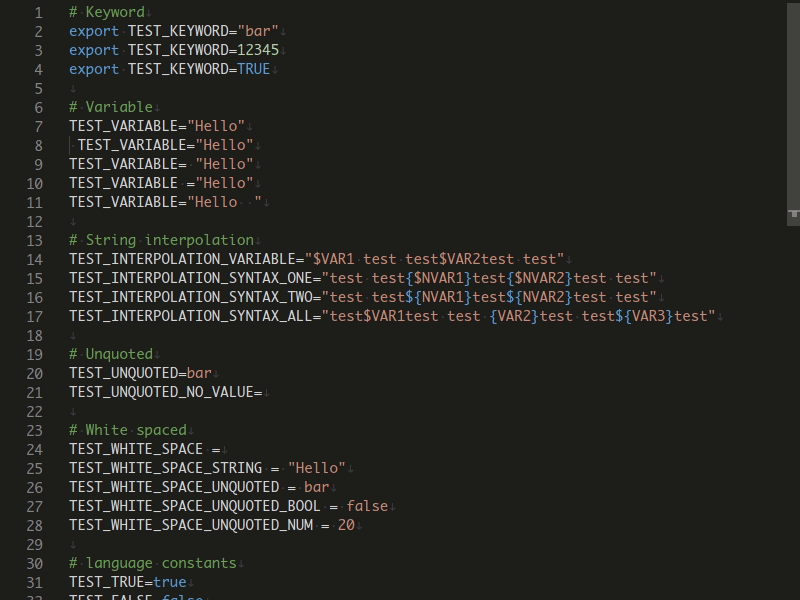 1 # Keyword
2 export TEST_KEYWORD="bar"
3 export TEST_KEYWORD=12345
4 export TEST_KEYWORD=TRUE
5
6 # Variable
7 TEST_VARIABLE="Hello"
8  TEST_VARIABLE="Hello"
9 TEST_VARIABLE= "Hello"
10 TEST_VARIABLE ="Hello"
11 TEST_VARIABLE="Hello  "
12
13 # String interpolation
14 TEST_INTERPOLATION_VARIABLE="$VAR1 test test$VAR2test test"
15 TEST_INTERPOLATION_SYNTAX_ONE="test test{$NVAR1}test{$NVAR2}test test"
16 TEST_INTERPOLATION_SYNTAX_TWO="test test${NVAR1}test${NVAR2}test test"
17 TEST_INTERPOLATION_SYNTAX_ALL="test$VAR1test test {VAR2}test test${VAR3}test"
18
19 # Unquoted
20 TEST_UNQUOTED=bar
21 TEST_UNQUOTED_NO_VALUE=
22
23 # White spaced
24 TEST_WHITE_SPACE =
25 TEST_WHITE_SPACE_STRING = "Hello"
26 TEST_WHITE_SPACE_UNQUOTED = bar
27 TEST_WHITE_SPACE_UNQUOTED_BOOL = false
28 TEST_WHITE_SPACE_UNQUOTED_NUM = 20
29
30 # language constants
31 TEST_TRUE=true
32 TEST_FALSE=false